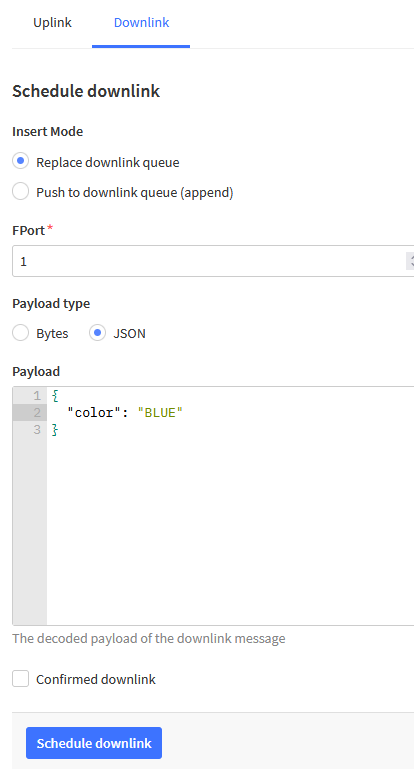 Uplink Downlink
Schedule downlink
Insert Mode
Replace downlink queue
Push to downlink queue (append)
FPort*
1
Payload type
Bytes JSON
Payload
1 {
2 "color": "BLUE"
3 }
The decoded payload of the downlink message
Confirmed downlink
Schedule downlink